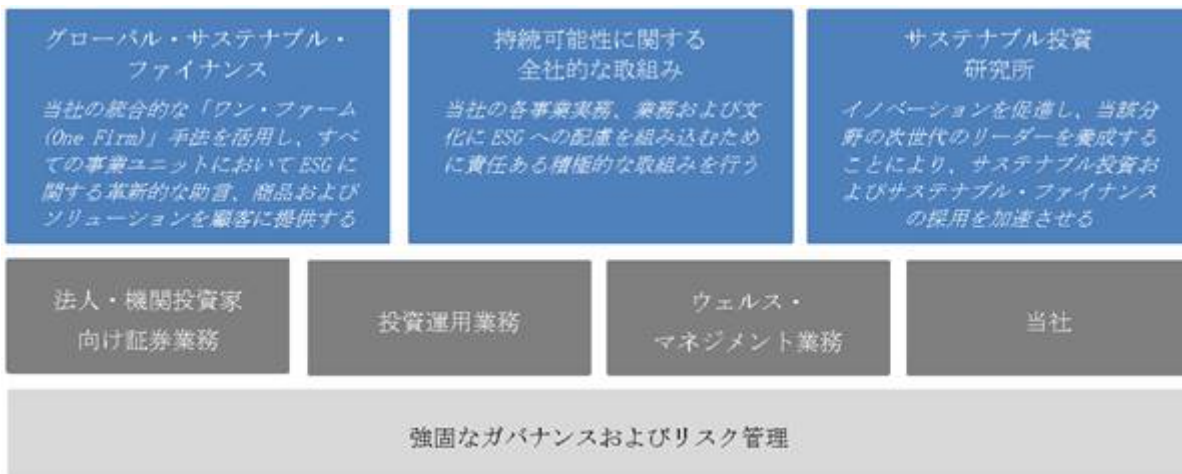 グローバル・サステナブル・
ファイナンス
当社の統合的な「ワン・ファーム
(One Firm)」手法を活用し、すべ
ての事業ユニットにおいて ESG に
関する革新的な助言、商品および
ソリューションを顧客に提供する
持続可能性に関する
全社的な取組み
当社の各事業実務、業務および文
化に ESG への配慮を組み込むため
に責任ある積極的な取組みを行う
サステナブル投資
研究所
イノベーションを促進し、当該分
野の次世代のリーダーを養成する
ことにより、サステナブル投資お
よびサステナブル・ファイナンス
の採用を加速させる
法人・機関投資家
向け証券業務
投資運用業務
ウェルス・
マネジメント業務
当社
強固なガバナンスおよびリスク管理